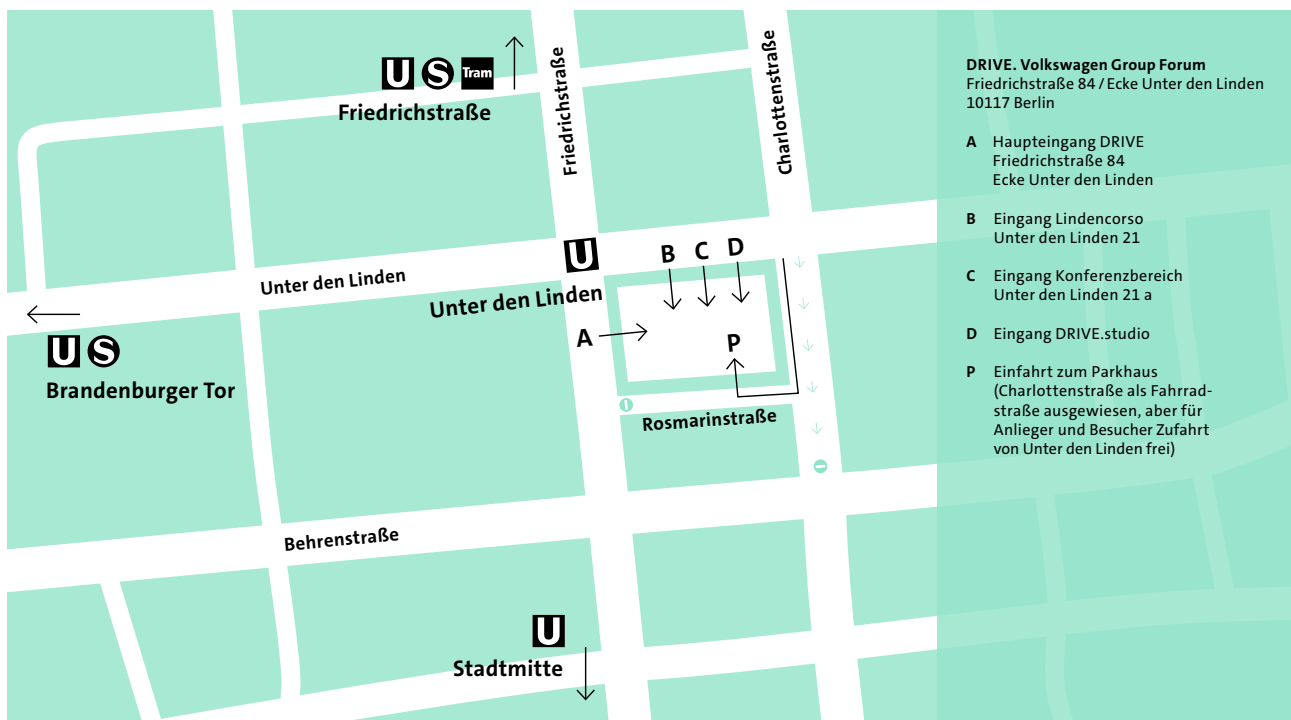 U S Tram
Friedrichstraße
Friedrichstraße
Charlottenstraße
U
Unter den Linden
Unter den Linden
B C D
A
P
U S
Brandenburger Tor
Rosmarinstraße
Behrenstraße
U
Stadtmitte
DRIVE. Volkswagen Group Forum
Friedrichstraße 84 / Ecke Unter den Linden
10117 Berlin
A Haupteingang DRIVE
Friedrichstraße 84
Ecke Unter den Linden
B Eingang Lindencorso
Unter den Linden 21
C Eingang Konferenzbereich
Unter den Linden 21 a
D Eingang DRIVE.studio
P Einfahrt zum Parkhaus
(Charlottenstraße als Fahrrad-
straße ausgewiesen, aber für
Anlieger und Besucher Zufahrt
von Unter den Linden frei)